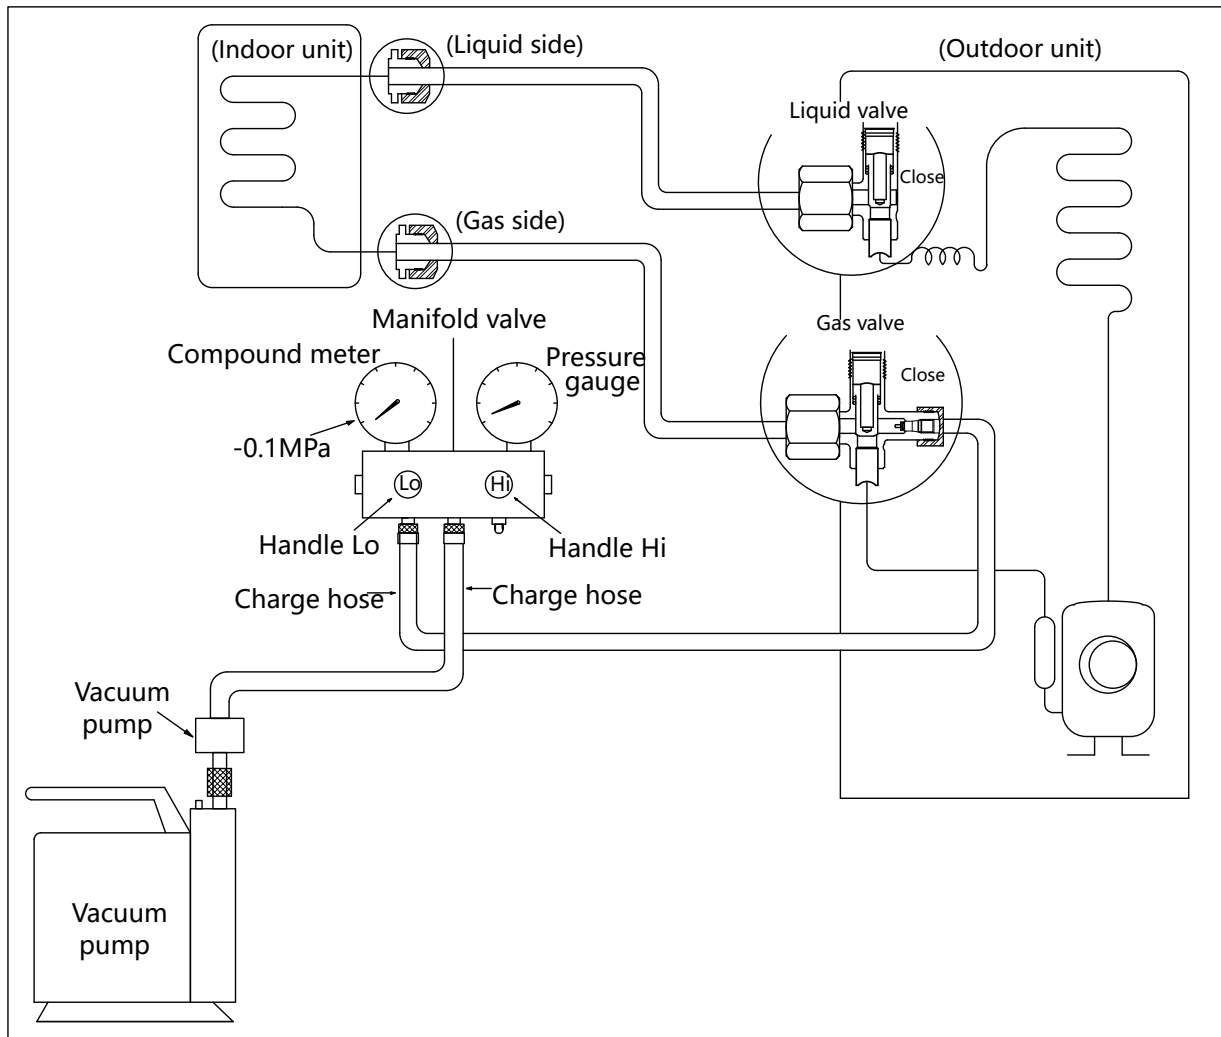 (Indoor unit)
(Liquid side)
(Outdoor unit)
Liquid valve
Close
(Gas side)
Manifold valve
Gas valve
Compound meter
Pressure
gauge
Close
-0.1MPa
Lo
Hi
Handle Lo
Handle Hi
Charge hose
Charge hose
Vacuum
pump
Vacuum
pump